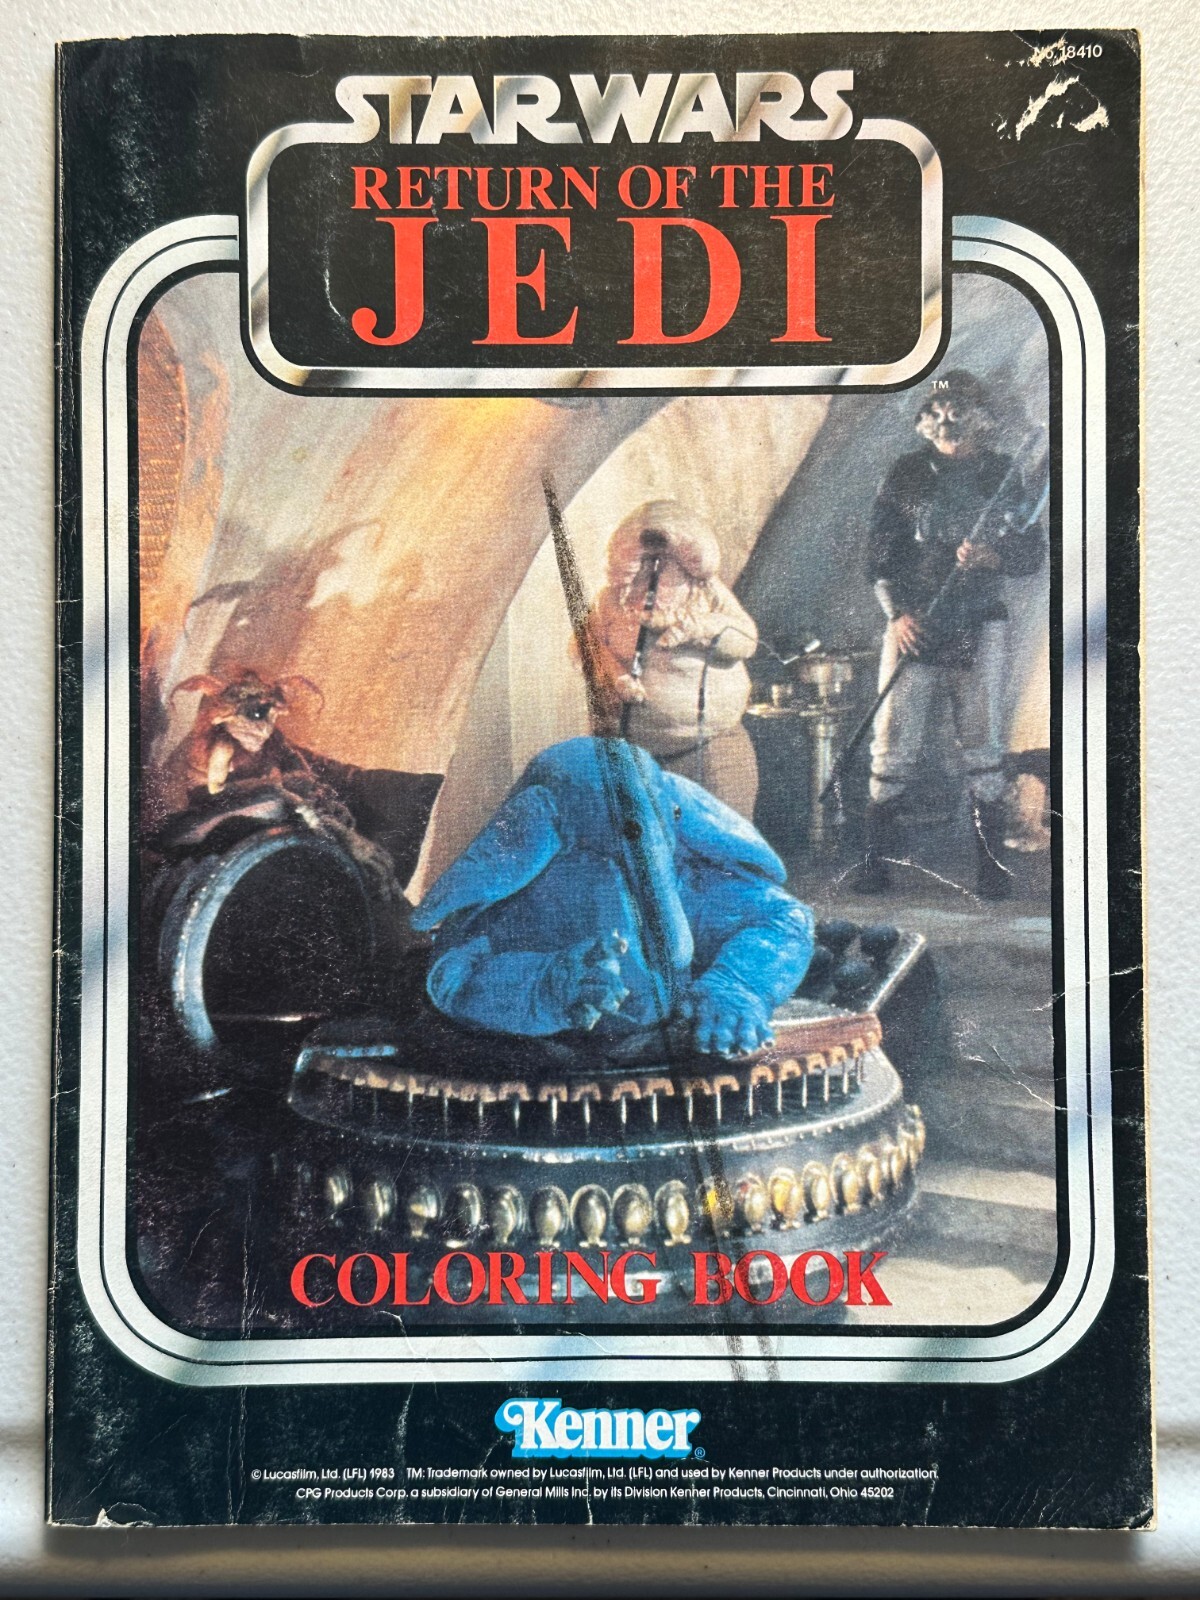 No. 18410
STAR WARS
RETURN OF THE
JEDI
TM
COLORING BOOK
Kenner®
© Lucasfilm, Ltd. (LFL) 1983 TM: Trademark owned by Lucasfilm, Ltd. (LFL) and used by Kenner Products under authorization.
CPG Products Corp. a subsidiary of General Mills Inc. by its Division Kenner Products, Cincinnati, Ohio 45202